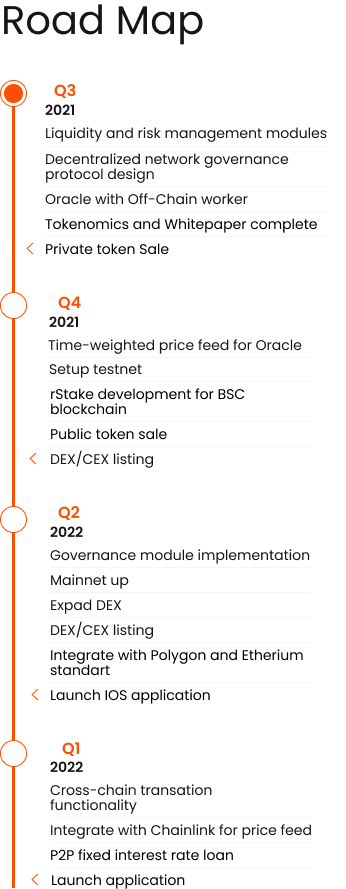 Road Map
Q3
2021
Liquidity and risk management modules
Decentralized network governance
protocol design
Oracle with Off-Chain worker
Tokenomics and Whitepaper complete
Private token Sale
Q4
2021
Time-weighted price feed for Oracle
Setup testnet
rStake development for BSC
blockchain
Public token sale
DEX/CEX listing
Q2
2022
Governance module implementation
Mainnet up
Expad DEX
DEX/CEX listing
Integrate with Polygon and Etherium
standart
Launch IOS application
Q1
2022
Cross-chain transation
functionality
Integrate with Chainlink for price feed
P2P fixed interest rate loan
Launch application